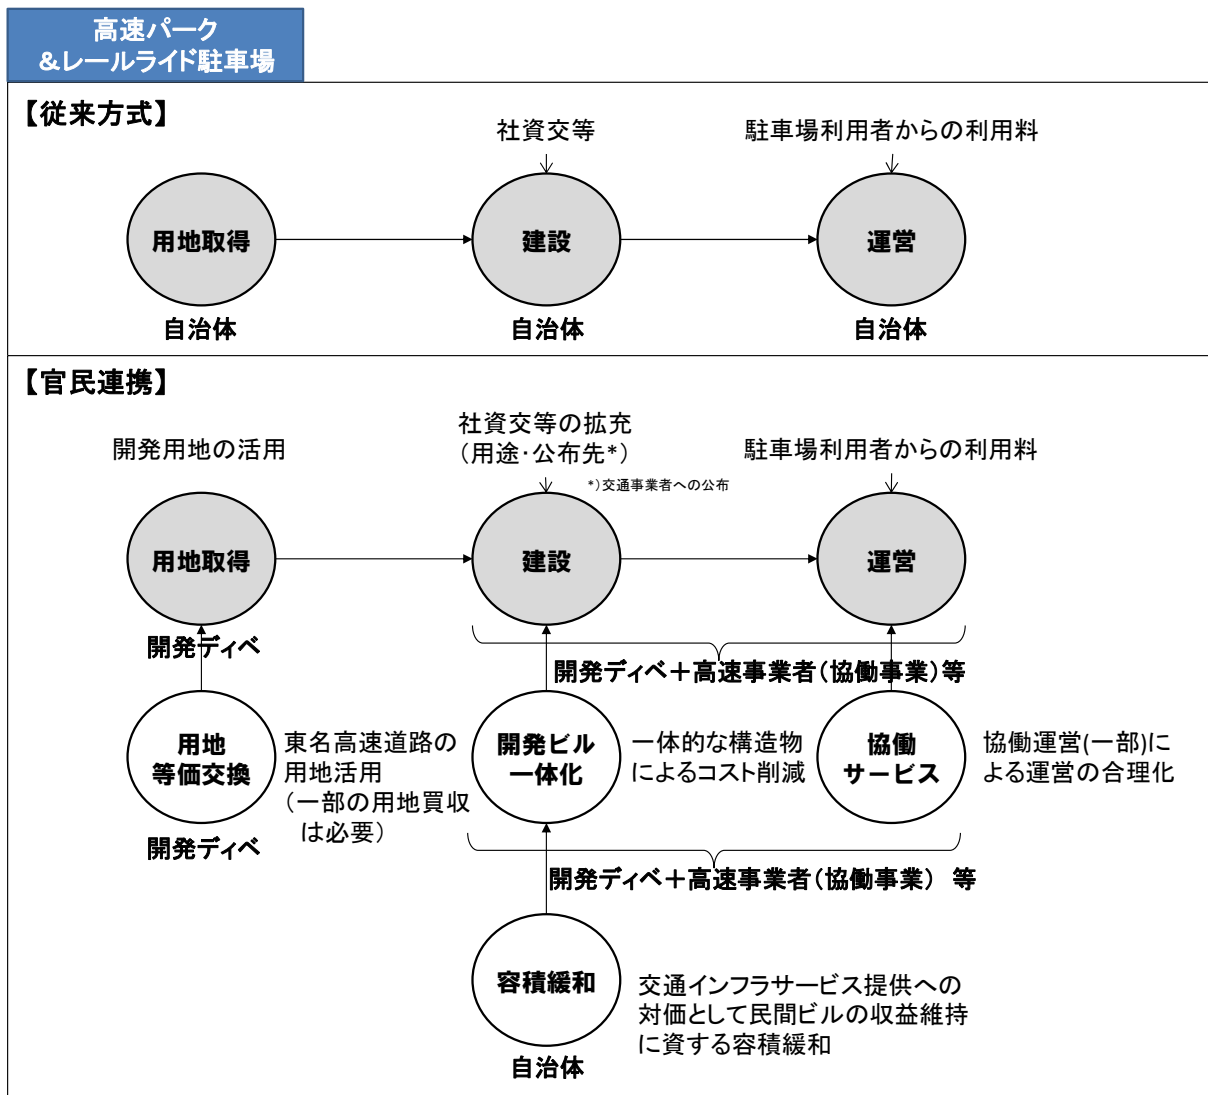 高速パーク
&レールライド駐車場
【従来方式】
社資交等
駐車場利用者からの利用料
用地取得
建設
運営
自治体
自治体
自治体
【官民連携】
開発用地の活用
社資交等の拡充
（用途・公布先*）
*）交通事業者への公布
駐車場利用者からの利用料
用地取得
建設
運営
開発ディベ
開発ディベ＋高速事業者（協働事業）等
用地
等価交換
東名高速道路の
用地活用
（一部の用地買収
は必要）
開発ビル
一体化
一体的な構造物
によるコスト削減
協働
サービス
協働運営(一部)に
よる運営の合理化
開発ディベ
開発ディベ＋高速事業者（協働事業） 等
容積緩和
交通インフラサービス提供への
対価として民間ビルの収益維持
に資する容積緩和
自治体